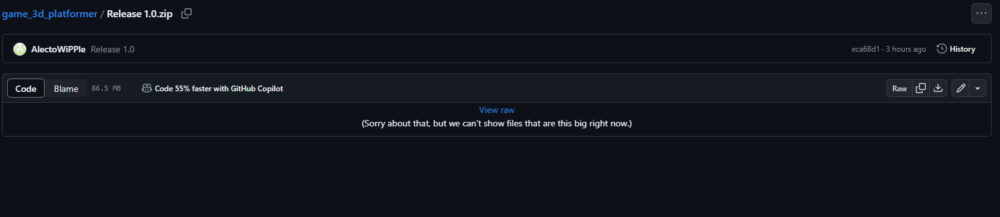 game_3d_platformer / Release 1.0.zip
AlectoWiPPle Release 1.0 eca68d1 · 3 hours ago History
Code Blame 86.5 MB Code 55% faster with GitHub Copilot Raw
View raw
(Sorry about that, but we can’t show files that are this big right now.)